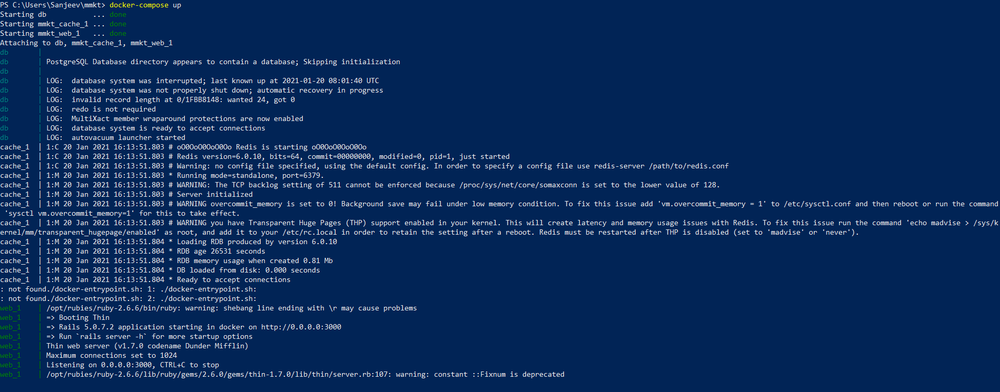 PS C:\Users\Sanjeev\mmkt> docker-compose up
Starting db           ... done
Starting mmkt_cache_1 ... done
Starting mmkt_web_1   ... done
Attaching to db, mmkt_cache_1, mmkt_web_1
db       |
db       | PostgreSQL Database directory appears to contain a database; Skipping initialization
db       |
db       | LOG:  database system was interrupted; last known up at 2021-01-20 08:01:40 UTC
db       | LOG:  database system was not properly shut down; automatic recovery in progress
db       | LOG:  invalid record length at 0/1FBB8148: wanted 24, got 0
db       | LOG:  redo is not required
db       | LOG:  MultiXact member wraparound protections are now enabled
db       | LOG:  database system is ready to accept connections
db       | LOG:  autovacuum launcher started
cache_1  | 1:C 20 Jan 2021 16:13:51.803 # oO0OoO0OoO0Oo Redis is starting oO0OoO0OoO0Oo
cache_1  | 1:C 20 Jan 2021 16:13:51.803 # Redis version=6.0.10, bits=64, commit=00000000, modified=0, pid=1, just started
cache_1  | 1:C 20 Jan 2021 16:13:51.803 # Warning: no config file specified, using the default config. In order to specify a config file use redis-server /path/to/redis.conf
cache_1  | 1:M 20 Jan 2021 16:13:51.803 * Running mode=standalone, port=6379.
cache_1  | 1:M 20 Jan 2021 16:13:51.803 # WARNING: The TCP backlog setting of 511 cannot be enforced because /proc/sys/net/core/somaxconn is set to the lower value of 128.
cache_1  | 1:M 20 Jan 2021 16:13:51.803 # Server initialized
cache_1  | 1:M 20 Jan 2021 16:13:51.803 # WARNING overcommit_memory is set to 0! Background save may fail under low memory condition. To fix this issue add 'vm.overcommit_memory = 1' to /etc/sysctl.conf and then reboot or run the command
 'sysctl vm.overcommit_memory=1' for this to take effect.
cache_1  | 1:M 20 Jan 2021 16:13:51.803 # WARNING you have Transparent Huge Pages (THP) support enabled in your kernel. This will create latency and memory usage issues with Redis. To fix this issue run the command 'echo madvise > /sys/k
ernel/mm/transparent_hugepage/enabled' as root, and add it to your /etc/rc.local in order to retain the setting after a reboot. Redis must be restarted after THP is disabled (set to 'madvise' or 'never').
cache_1  | 1:M 20 Jan 2021 16:13:51.804 * Loading RDB produced by version 6.0.10
cache_1  | 1:M 20 Jan 2021 16:13:51.804 * RDB age 26531 seconds
cache_1  | 1:M 20 Jan 2021 16:13:51.804 * RDB memory usage when created 0.81 Mb
cache_1  | 1:M 20 Jan 2021 16:13:51.804 * DB loaded from disk: 0.000 seconds
cache_1  | 1:M 20 Jan 2021 16:13:51.804 * Ready to accept connections
: not found./docker-entrypoint.sh: 1: ./docker-entrypoint.sh:
: not found./docker-entrypoint.sh: 2: ./docker-entrypoint.sh:
web_1    | /opt/rubies/ruby-2.6.6/bin/ruby: warning: shebang line ending with \r may cause problems
web_1    | => Booting Thin
web_1    | => Rails 5.0.7.2 application starting in docker on http://0.0.0.0:3000
web_1    | => Run `rails server -h` for more startup options
web_1    | Thin web server (v1.7.0 codename Dunder Mifflin)
web_1    | Maximum connections set to 1024
web_1    | Listening on 0.0.0.0:3000, CTRL+C to stop
web_1    | /opt/rubies/ruby-2.6.6/lib/ruby/gems/2.6.0/gems/thin-1.7.0/lib/thin/server.rb:107: warning: constant ::Fixnum is deprecated